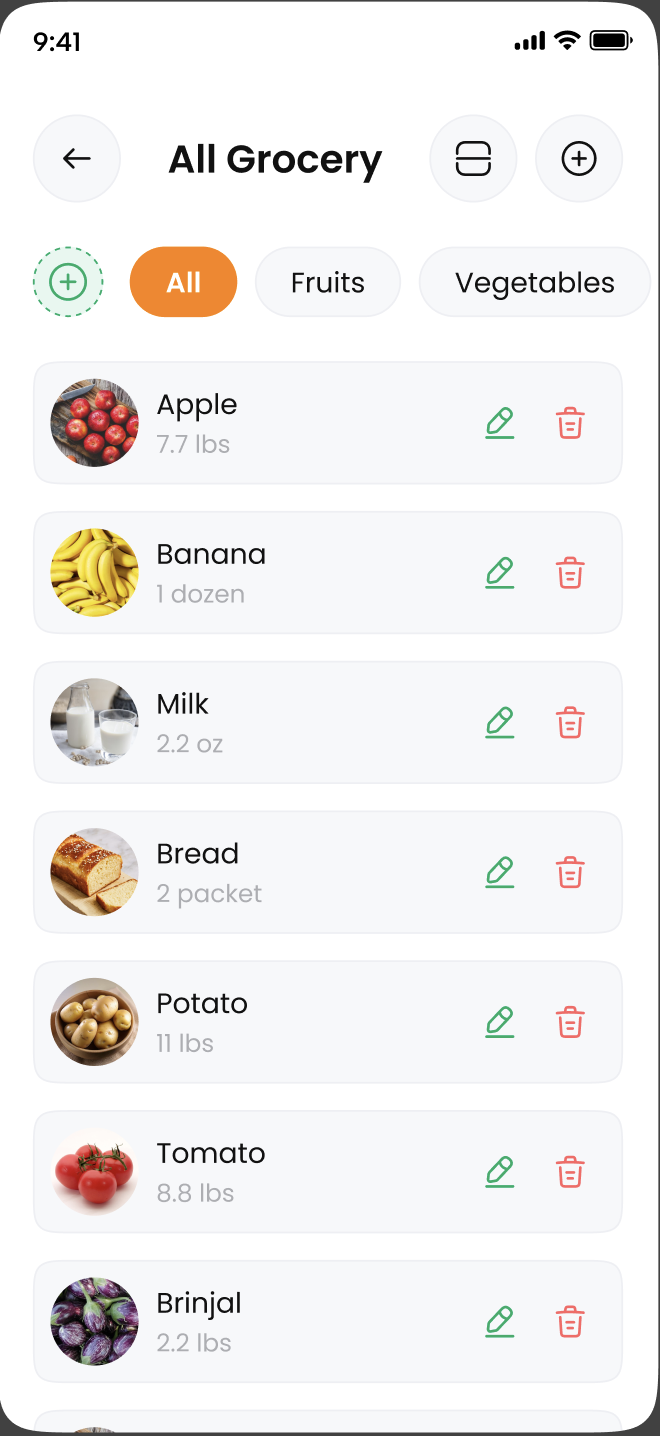 9:41
All Grocery
All Fruits Vegetables
Apple
7.7 lbs
Banana
1 dozen
Milk
2.2 oz
Bread
2 packet
Potato
11 lbs
Tomato
8.8 lbs
Brinjal
2.2 lbs